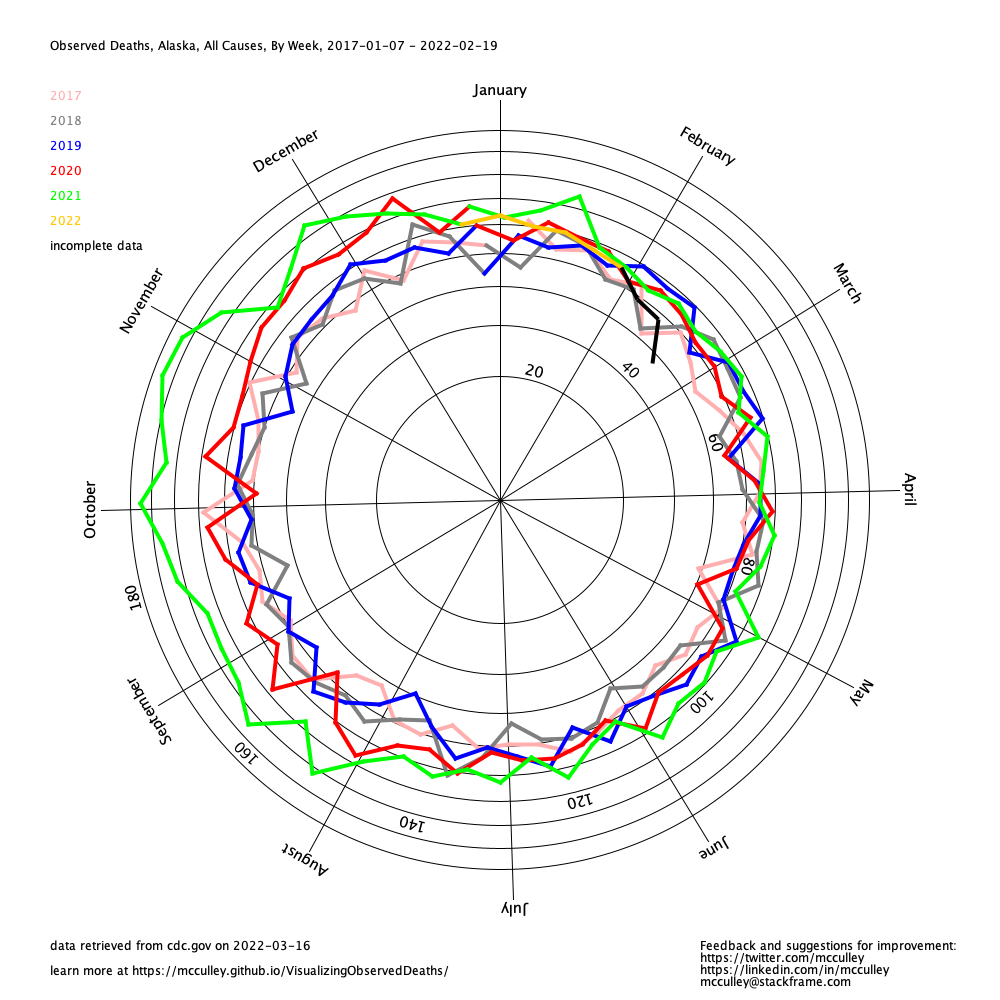 Observed Deaths, Alaska, All Causes, By Week, 2017-01-07 - 2022-02-19
2017
2018
2019
2020
2021
2022
incomplete data
January
February
March
April
May
June
July
August
September
October
November
December
20
40
60
80
100
120
140
160
180
data retrieved from cdc.gov on 2022-03-16
learn more at https://mcculley.github.io/VisualizingObservedDeaths/
Feedback and suggestions for improvement:
https://twitter.com/mcculley
https://linkedin.com/in/mcculley
mcculley@stackframe.com